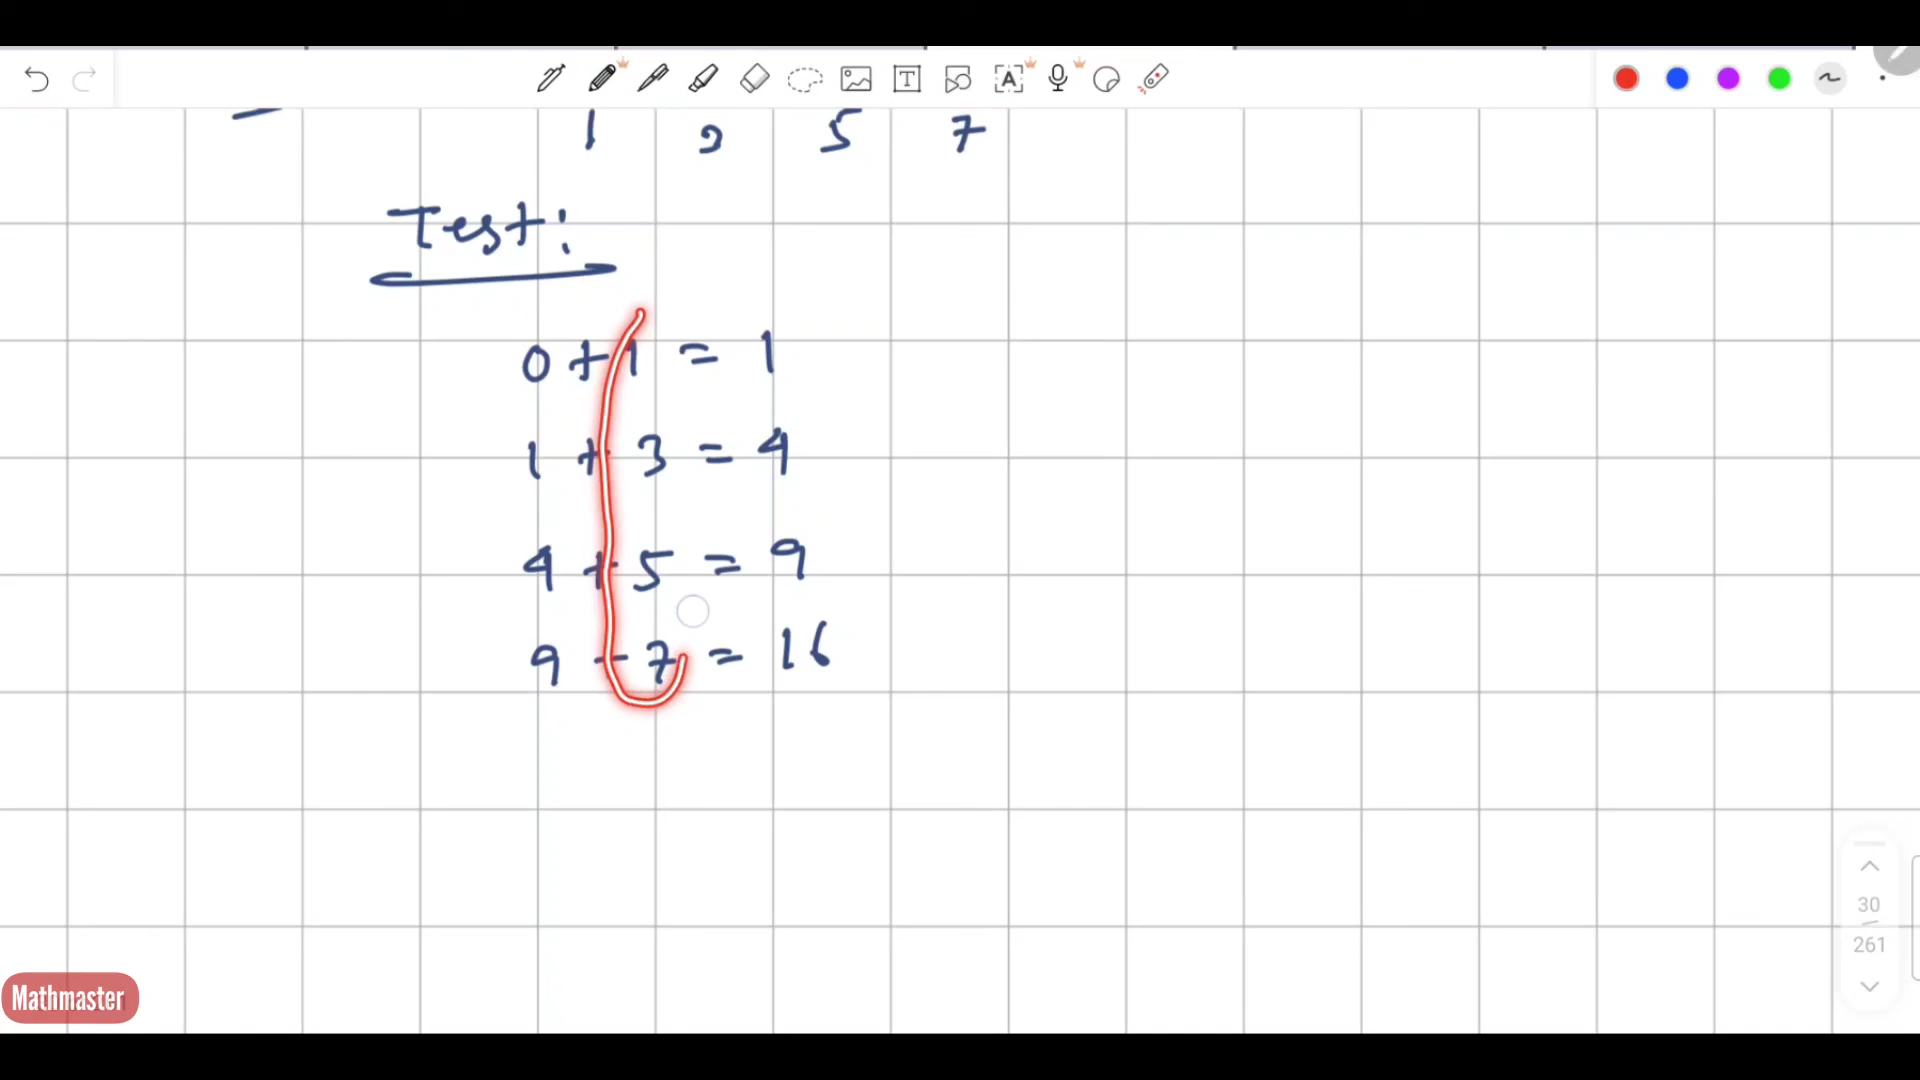 1 3 5 7
Test:
0 + 1 = 1
1 + 3 = 4
4 + 5 = 9
9 + 7 = 16
30
261
Mathmaster